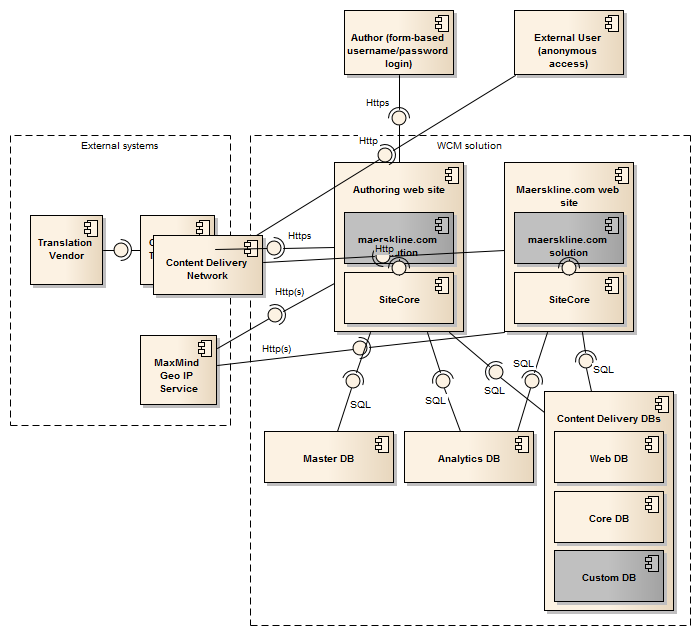 Author (form-based
username/password
login)
External User
(anonymous
access)
Https
Http
External systems
WCM solution
Authoring web site
Maerskline.com web
site
maerskline.com
maerskline.com
solution
Translation
Vendor
Https
Http
Content Delivery
Network
SiteCore
SiteCore
Http(s)
Http(s)
MaxMind
Geo IP
Service
SQL
SQL
SQL
SQL
SQL
Master DB
Analytics DB
Content Delivery DBs
Web DB
Core DB
Custom DB